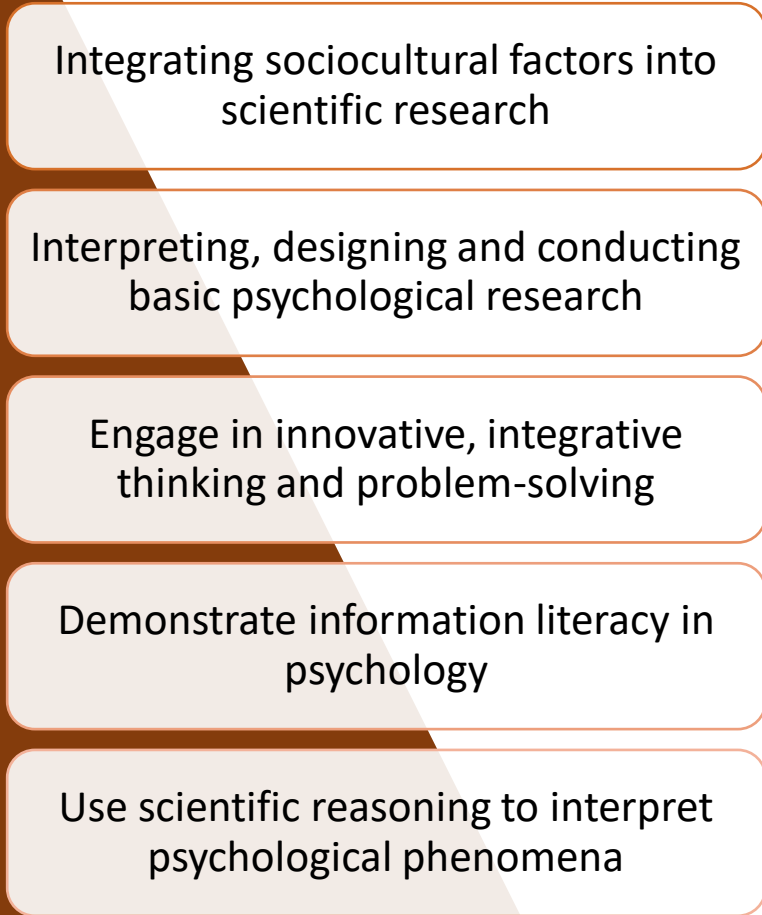 Integrating sociocultural factors into
scientific research
Interpreting, designing and conducting
basic psychological research
Engage in innovative, integrative
thinking and problem-solving
Demonstrate information literacy in
psychology
Use scientific reasoning to interpret
psychological phenomena